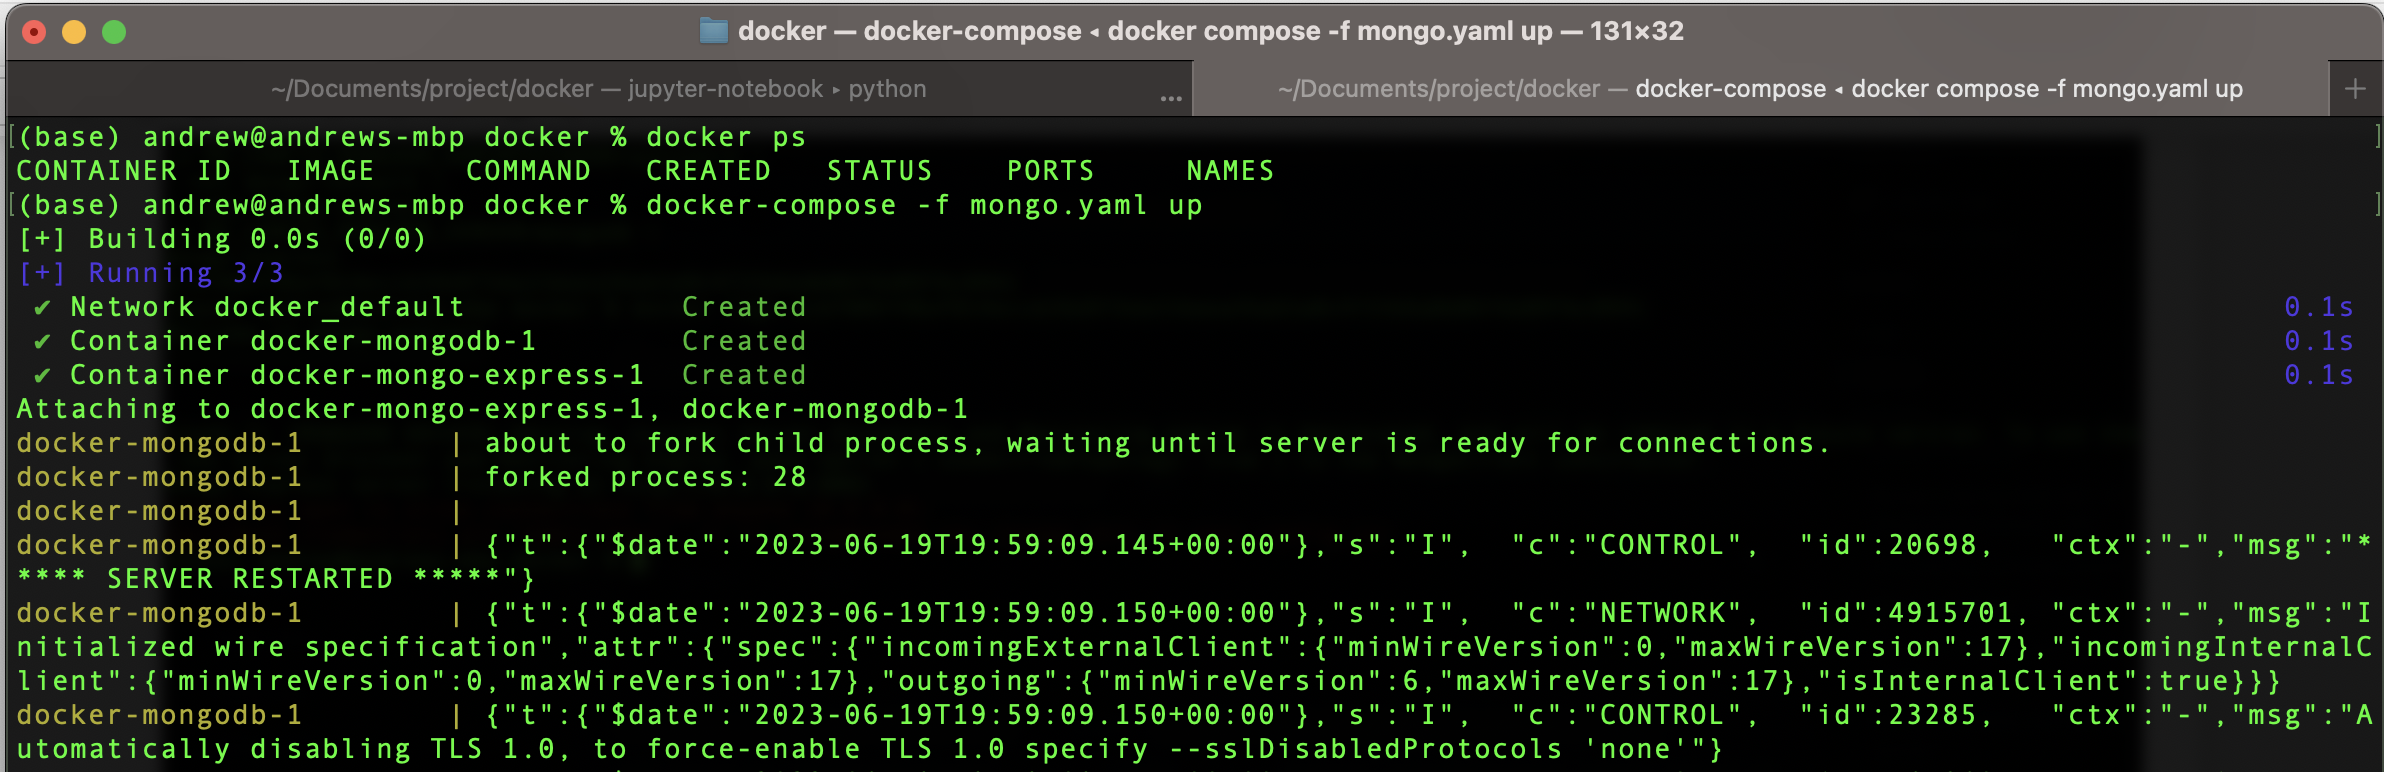 docker — docker-compose ◂ docker compose -f mongo.yaml up — 131×32
~/Documents/project/docker — jupyter-notebook ▸ python ... ~/Documents/project/docker — docker-compose ◂ docker compose -f mongo.yaml up +
[(base) andrew@andrews-mbp docker % docker ps ]
CONTAINER ID   IMAGE     COMMAND   CREATED   STATUS    PORTS     NAMES
[(base) andrew@andrews-mbp docker % docker-compose -f mongo.yaml up ]
[+] Building 0.0s (0/0)
[+] Running 3/3
 ✔ Network docker_default            Created 0.1s
 ✔ Container docker-mongodb-1        Created 0.1s
 ✔ Container docker-mongo-express-1  Created 0.1s
Attaching to docker-mongo-express-1, docker-mongodb-1
docker-mongodb-1        | about to fork child process, waiting until server is ready for connections.
docker-mongodb-1        | forked process: 28
docker-mongodb-1        |
docker-mongodb-1        | {"t":{"$date":"2023-06-19T19:59:09.145+00:00"},"s":"I",  "c":"CONTROL",  "id":20698,   "ctx":"-","msg":"*
**** SERVER RESTARTED *****"}
docker-mongodb-1        | {"t":{"$date":"2023-06-19T19:59:09.150+00:00"},"s":"I",  "c":"NETWORK",  "id":4915701, "ctx":"-","msg":"I
nitialized wire specification","attr":{"spec":{"incomingExternalClient":{"minWireVersion":0,"maxWireVersion":17},"incomingInternalC
lient":{"minWireVersion":0,"maxWireVersion":17},"outgoing":{"minWireVersion":6,"maxWireVersion":17},"isInternalClient":true}}}
docker-mongodb-1        | {"t":{"$date":"2023-06-19T19:59:09.150+00:00"},"s":"I",  "c":"CONTROL",  "id":23285,   "ctx":"-","msg":"A
utomatically disabling TLS 1.0, to force-enable TLS 1.0 specify --sslDisabledProtocols 'none'"}